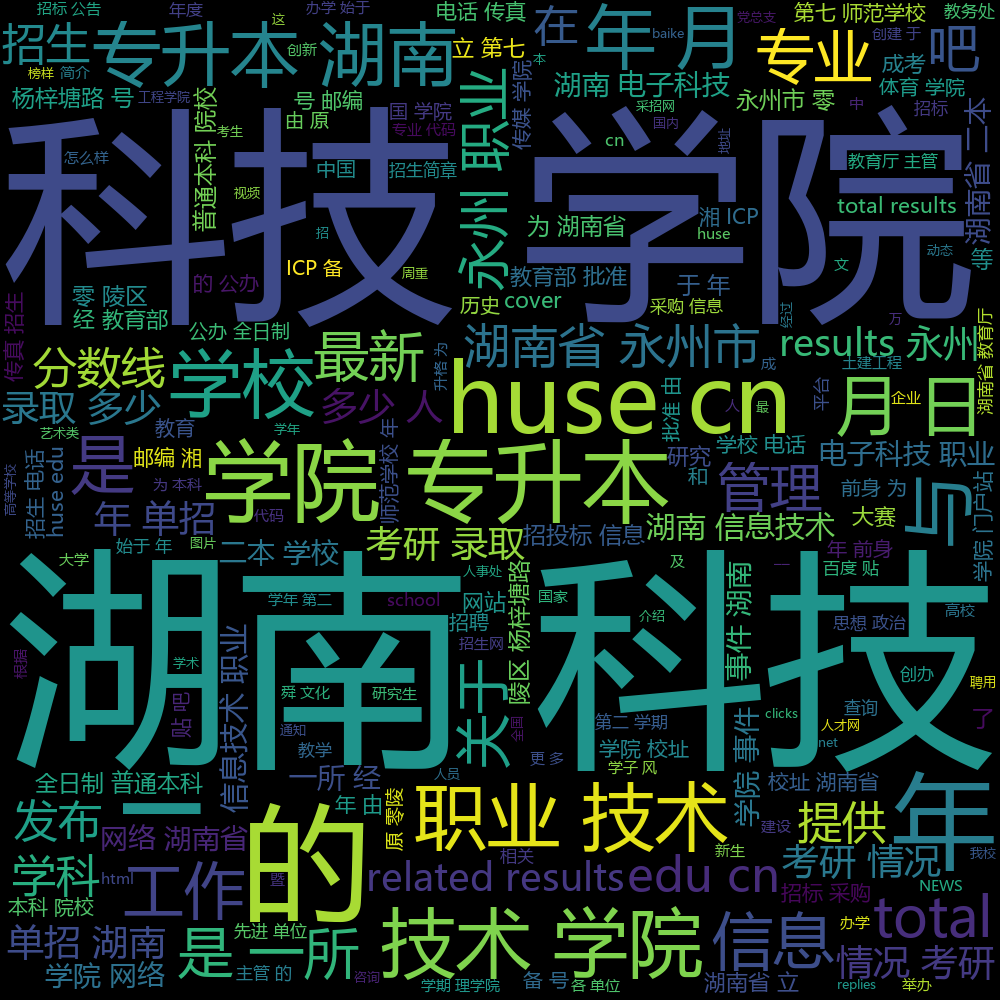 招标 公告
年度
办学 始于
这
电话 传真
党总支
第七 师范学校
教务处
招生
专升本
湖南
创新
立 第七
在
年 月
baike
专业
创建 于
吧
榜样
简介
本
成考
体育 学院
杨梓塘路 号
工程学院
号 邮编
国 学院
湖南 电子科技
采招网
永州市 零
中
招标
由 原
专业 代码
国内
科技
学院
普通本科 院校
永州 职业
传媒 学院
湖南省 二本
考生
怎么样
中国
招生简章
cn
地址
教育厅 主管
视频
total results
招
为 湖南省
湘 ICP
huse
动态
等
的 公办
ICP 备
周重
教育部 批准
于 年
文
零 陵区
历史
cover
采购 信息
经过
万
经 教育部
公办 全日制
传真 招生
升格 为
湖南省 永州市
results 永州
湖南省 教育厅
分数线
学校
最新
成
土建工程
huse cn
月 日
平台
企业
录取 多少
多少 人
批准 由
人
最
艺术类
教育
学年
学院 专升本
学校 电话
是
邮编 湘
研究
管理
电子科技 职业
与
高等学校
招生 电话
huse edu
为 本科
师范学校 年
和
前身 为
学院 门户站
年 单招
代码
招投标 信息
湖南 信息技术
大赛
始于 年
图片
二本 学校
考研 录取
年 前身
大学
人事处
及
一
百度 贴
湖南 科技
学年 第二
school
网站
国家
陵区 杨梓塘路
事件 湖南
高校
信息技术 职业
招聘
介绍
思想 政治
根据
学术
招生网
关于
创办
贴 吧
舜 文化
研究生
聘用
clicks
第二 学期
人才网
了
通知
全国
查询
教学
学院 校址
学院 事件
net
更 多
全日制 普通本科
一所 经
人员
学子 风
校址 湖南省
年 由
原 零陵
职业 技术
年
发布
一
的
提供
网络 湖南省
建设
新生
我校
相关
考研 情况
学科
html
工作
暨
related results
edu cn
招标 采购
NEWS
本科 院校
先进 单位
total
办学
单招 湖南
是 一所
技术 学院
信息
情况 考研
学院 网络
主管 的
咨询
学期 理学院
备 号
各 单位
湖南省 立
replies
举办